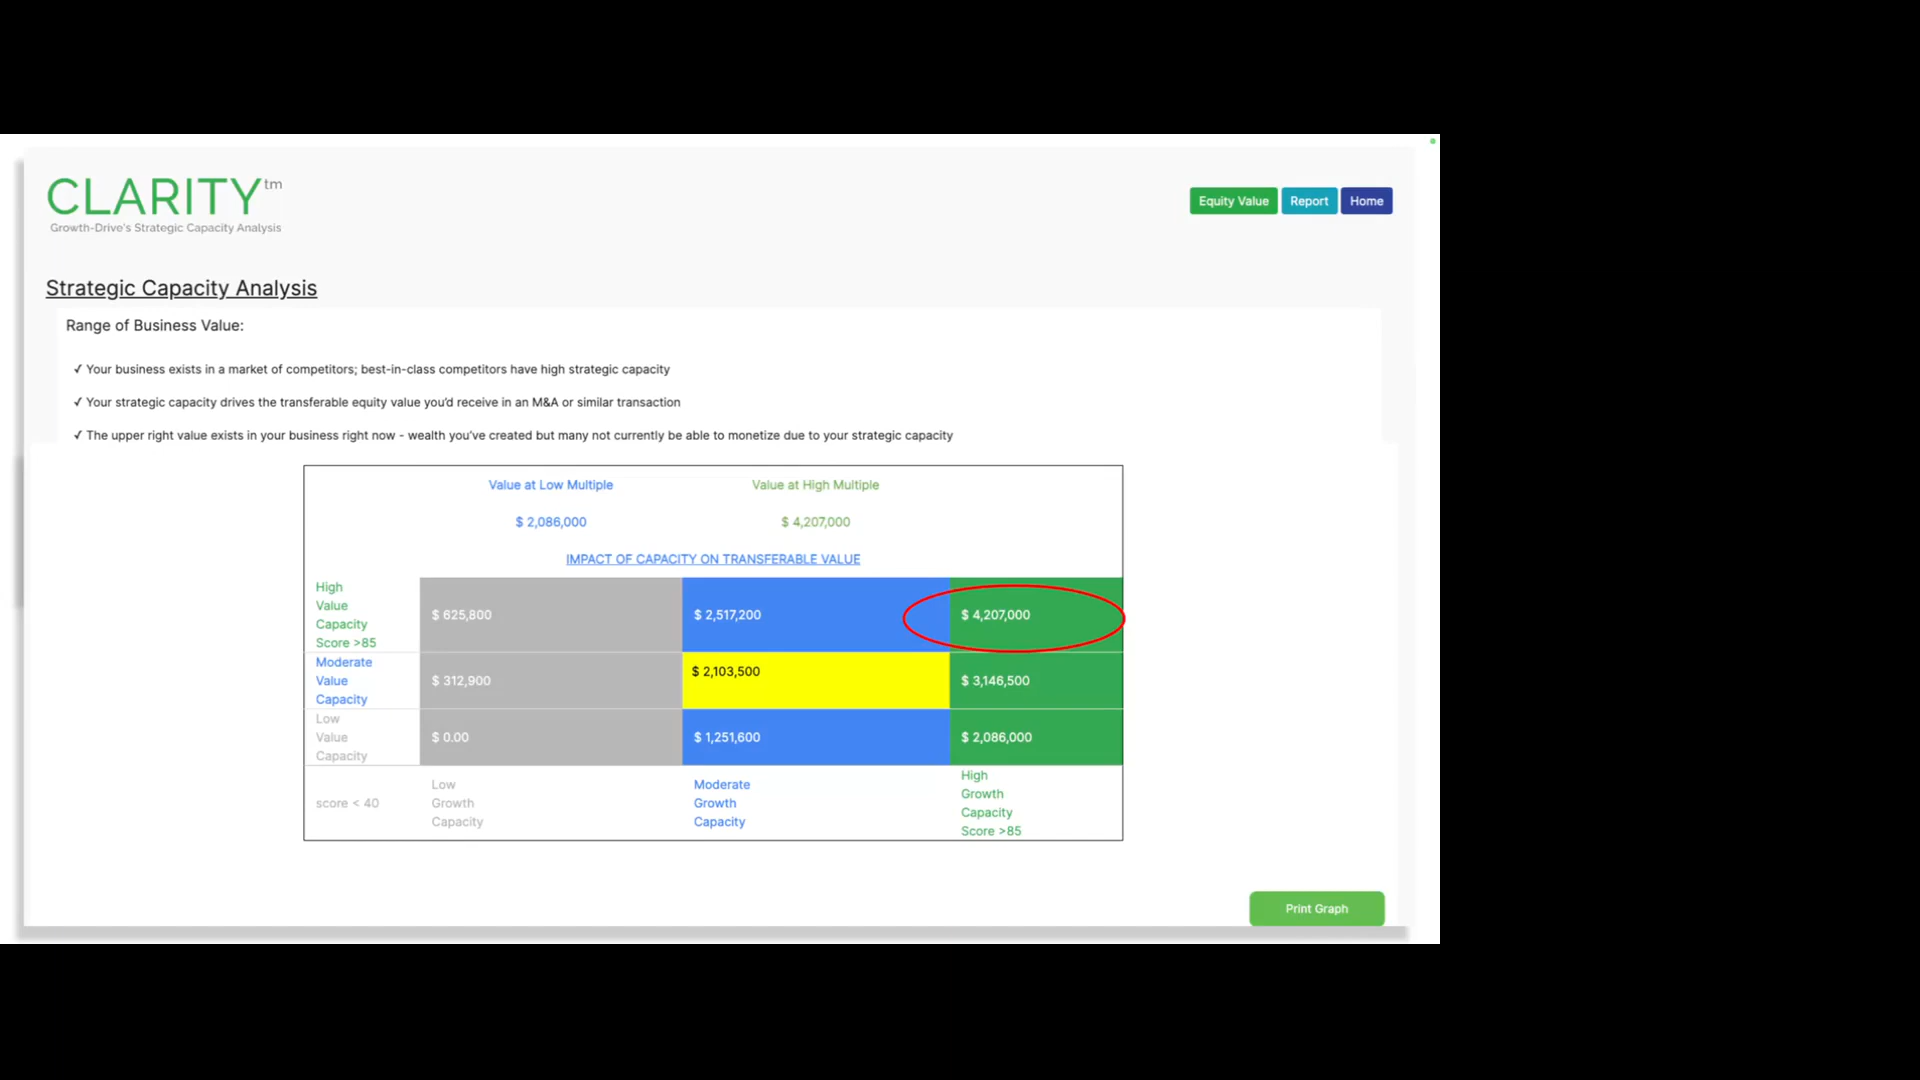 CLARITY tm
Growth-Drive's Strategic Capacity Analysis
Equity Value
Report
Home
Strategic Capacity Analysis
Range of Business Value:
✓ Your business exists in a market of competitors; best-in-class competitors have high strategic capacity
✓ Your strategic capacity drives the transferable equity value you'd receive in an M&A or similar transaction
✓ The upper right value exists in your business right now - wealth you've created but many not currently be able to monetize due to your strategic capacity
Value at Low Multiple
Value at High Multiple
$ 2,086,000
$ 4,207,000
IMPACT OF CAPACITY ON TRANSFERABLE VALUE
High
Value
Capacity
Score >85
$ 625,800
$ 2,517,200
$ 4,207,000
Moderate
Value
Capacity
$ 312,900
$ 2,103,500
$ 3,146,500
Low
Value
Capacity
$ 0.00
$ 1,251,600
$ 2,086,000
score < 40
Low
Growth
Capacity
Moderate
Growth
Capacity
High
Growth
Capacity
Score >85
Print Graph